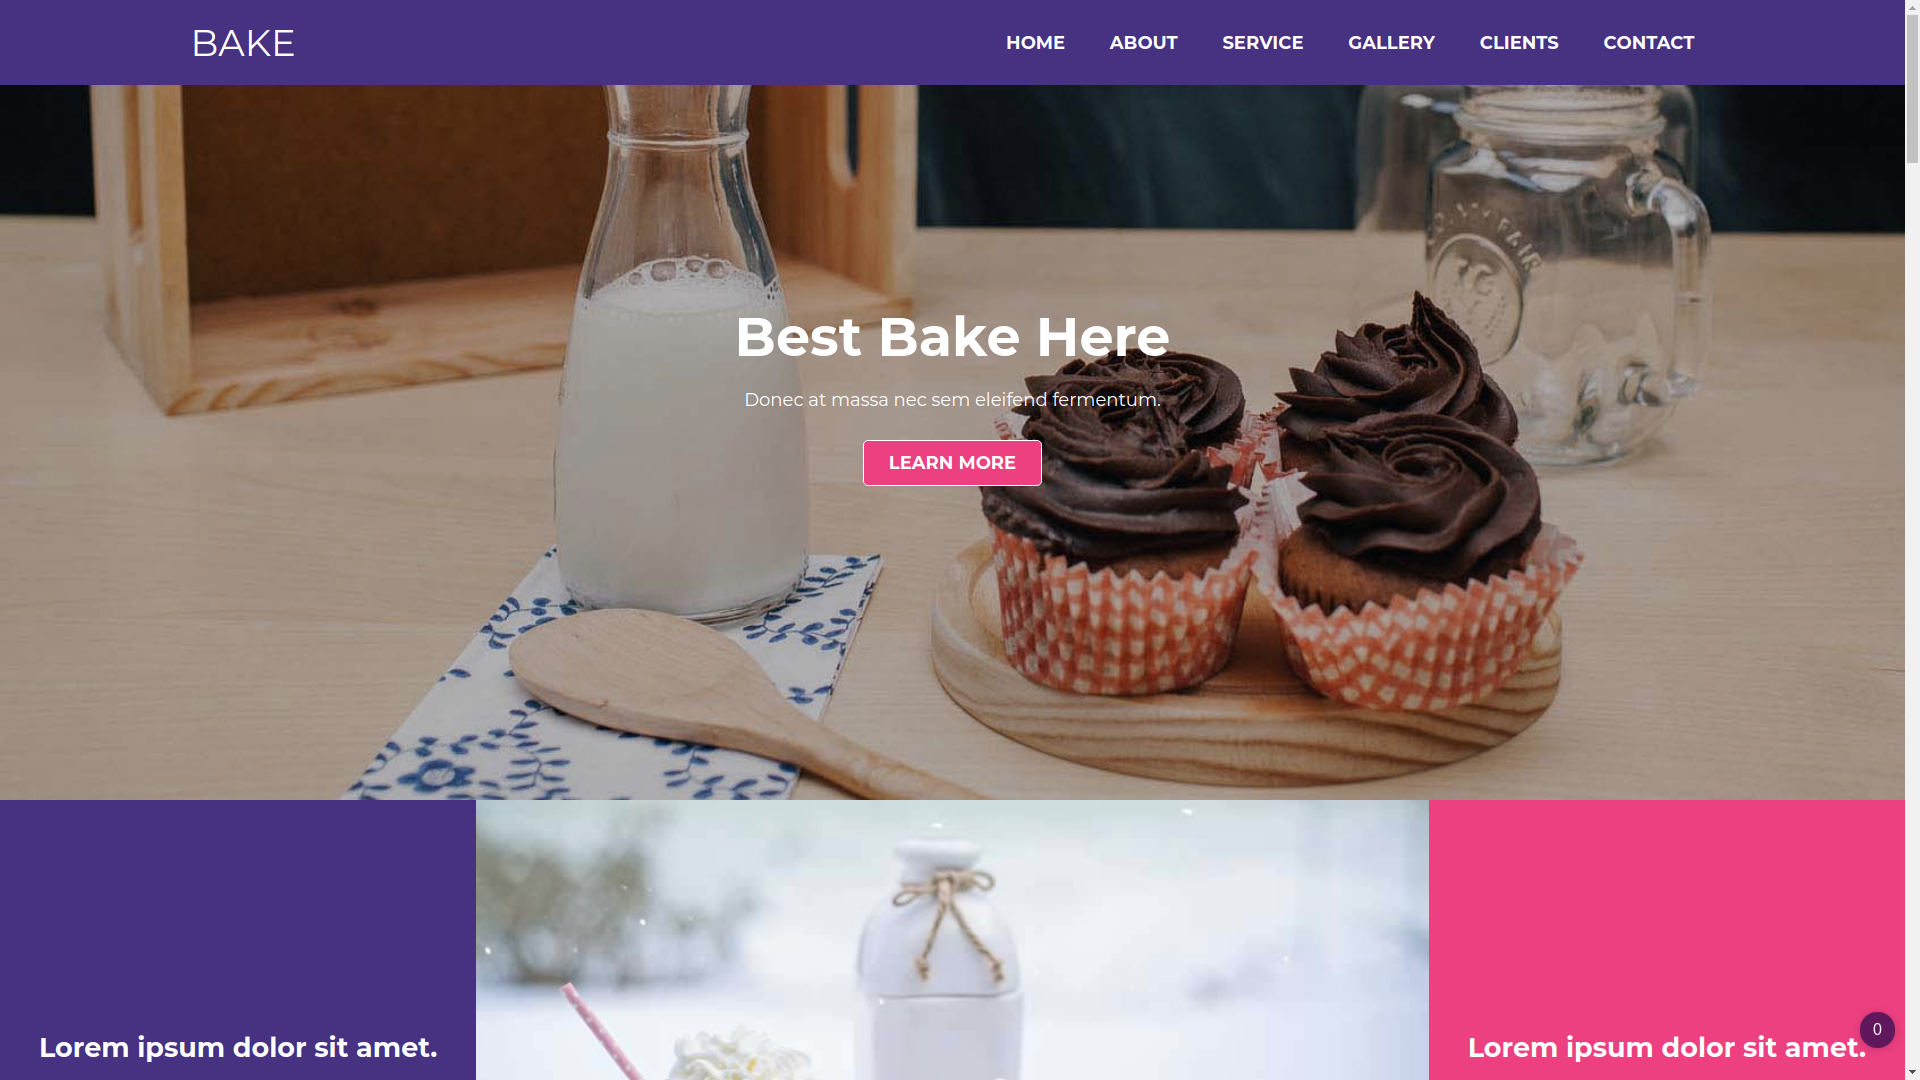 BAKE
HOME ABOUT SERVICE GALLERY CLIENTS CONTACT
FAIR
Best Bake Here
Donec at massa nec sem eleifend fermentum.
LEARN MORE
Lorem ipsum dolor sit amet.
Lorem ipsum dolor sit amet.
0